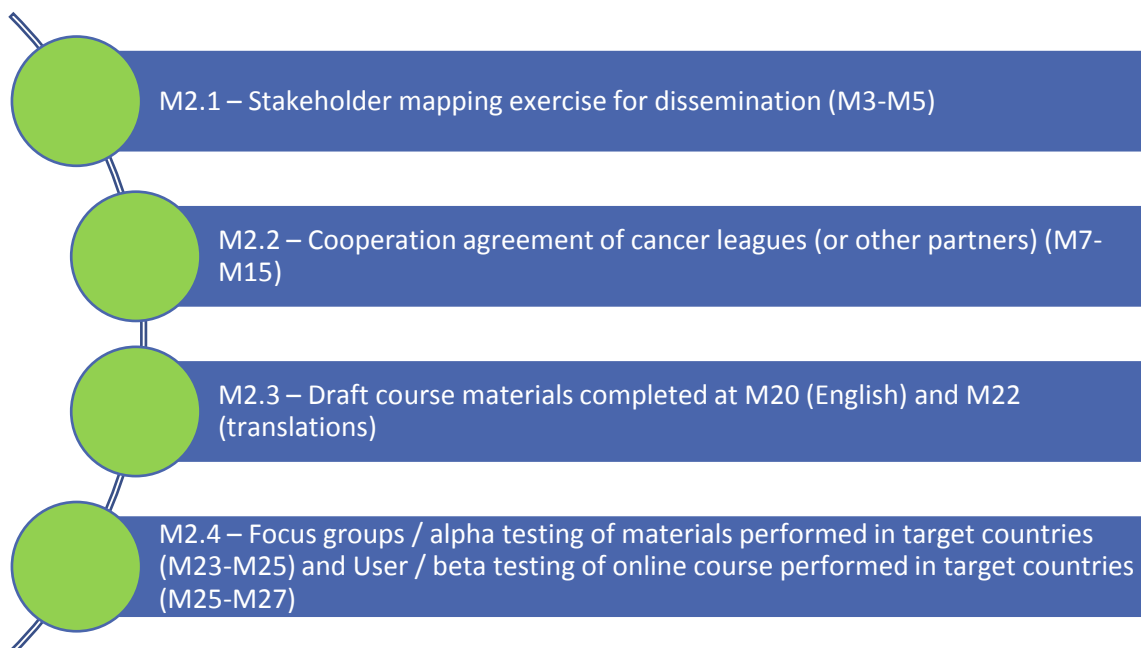 M2.1 – Stakeholder mapping exercise for dissemination (M3-M5)
M2.2 – Cooperation agreement of cancer leagues (or other partners) (M7-
M15)
M2.3 – Draft course materials completed at M20 (English) and M22
(translations)
M2.4 – Focus groups / alpha testing of materials performed in target countries
(M23-M25) and User / beta testing of online course performed in target countries
(M25-M27)